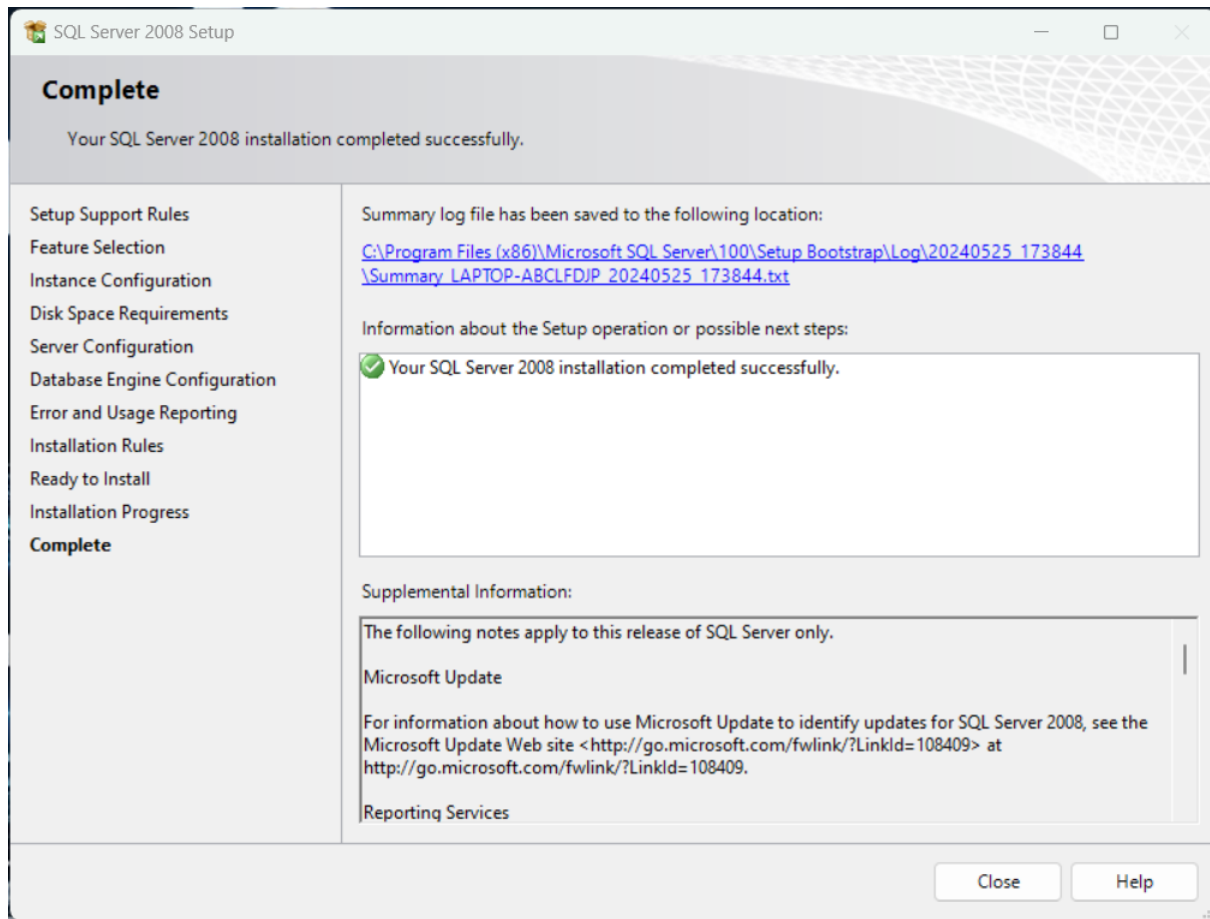 SQL Server 2008 Setup
Complete
Your SQL Server 2008 installation completed successfully.
Setup Support Rules
Feature Selection
Instance Configuration
Disk Space Requirements
Server Configuration
Database Engine Configuration
Error and Usage Reporting
Installation Rules
Ready to Install
Installation Progress
Complete
Summary log file has been saved to the following location:
C:\Program Files (x86)\Microsoft SQL Server\100\Setup Bootstrap\Log\20240525_173844
\Summary_LAPTOP-ABCLFDJP_20240525_173844.txt
Information about the Setup operation or possible next steps:
Your SQL Server 2008 installation completed successfully.
Supplemental Information:
The following notes apply to this release of SQL Server only.
Microsoft Update
For information about how to use Microsoft Update to identify updates for SQL Server 2008, see the
Microsoft Update Web site <http://go.microsoft.com/fwlink/?LinkId=108409> at
http://go.microsoft.com/fwlink/?LinkId=108409.
Reporting Services
Close
Help